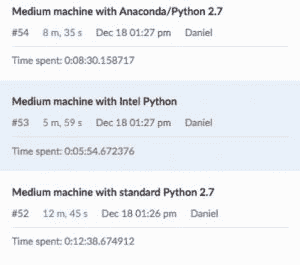 Medium machine with Anaconda/Python 2.7
#54 8 m, 35 s Dec 18 01:27 pm Daniel
Time spent: 0:08:30.158717
Medium machine with Intel Python
#53 5 m, 59 s Dec 18 01:27 pm Daniel
Time spent: 0:05:54.672376
Medium machine with standard Python 2.7
#52 12 m, 45 s Dec 18 01:26 pm Daniel
Time spent: 0:12:38.674912